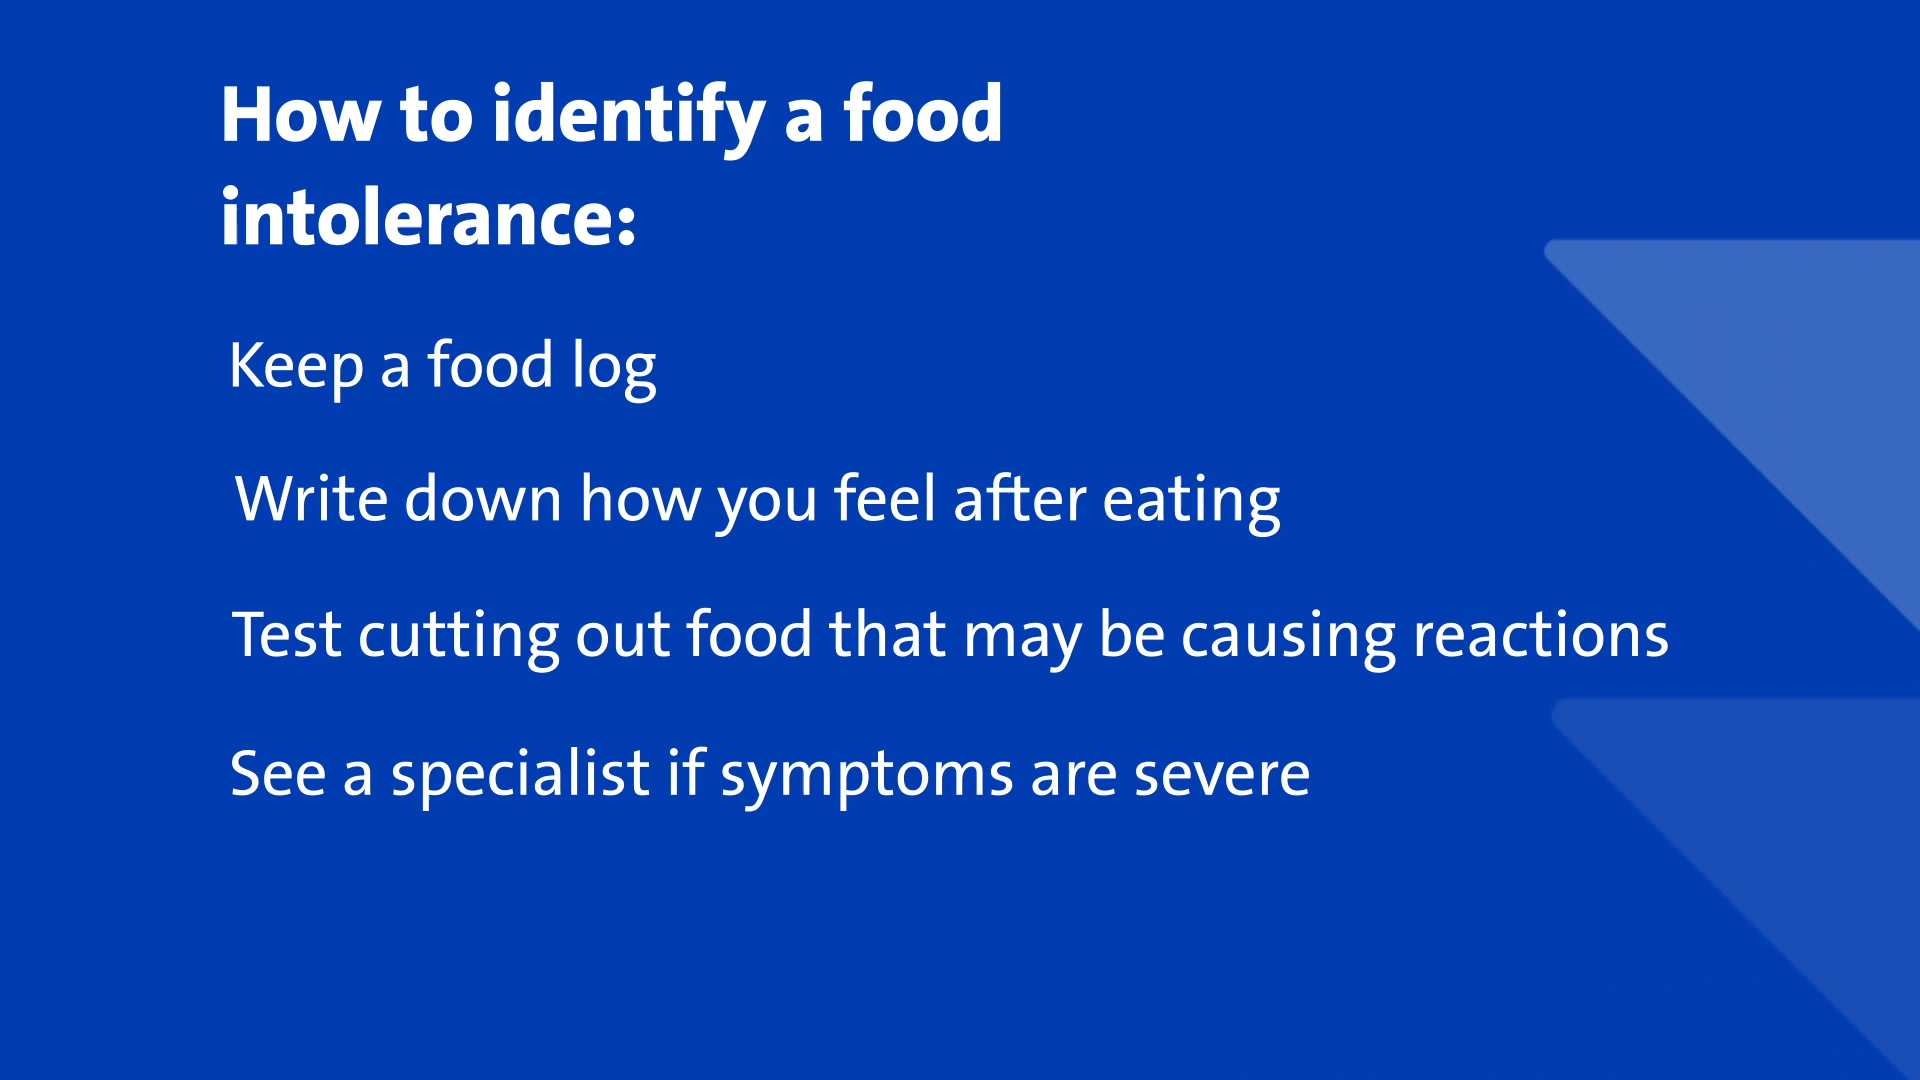 How to identify a food
intolerance:
Keep a food log
Write down how you feel after eating
Test cutting out food that may be causing reactions
See a specialist if symptoms are severe